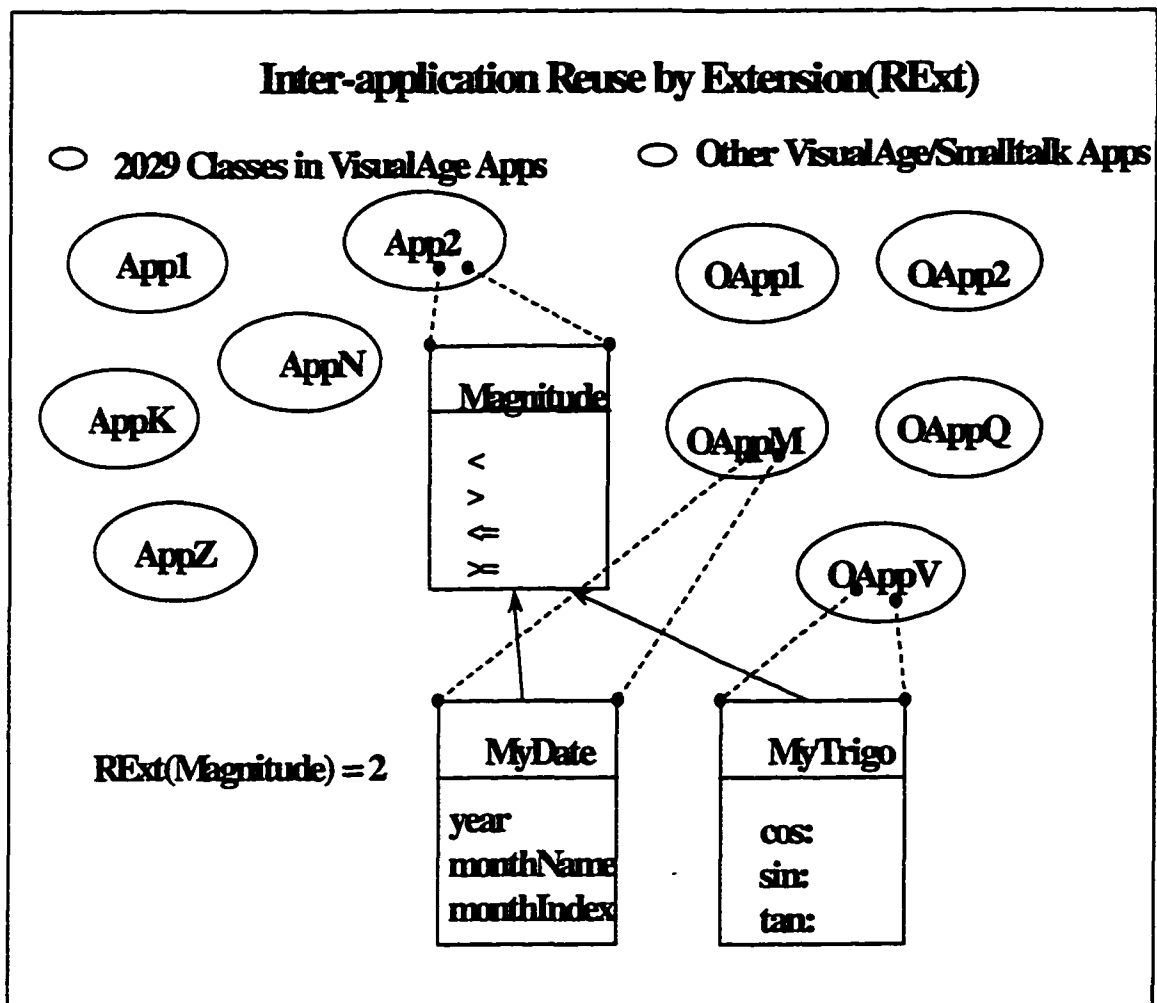 Inter-application Reuse by Extension(RExt)
2029 Classes in VisualAge Apps
Other VisualAge/Smalltalk Apps
App1
App2
OApp1
OApp2
AppN
Magnitude
<
>
<=
>=
AppK
OAppM
OAppQ
AppZ
OAppV
RExt(Magnitude) = 2
MyDate
year
monthName
monthIndex
MyTrigo
cos:
sin:
tan: